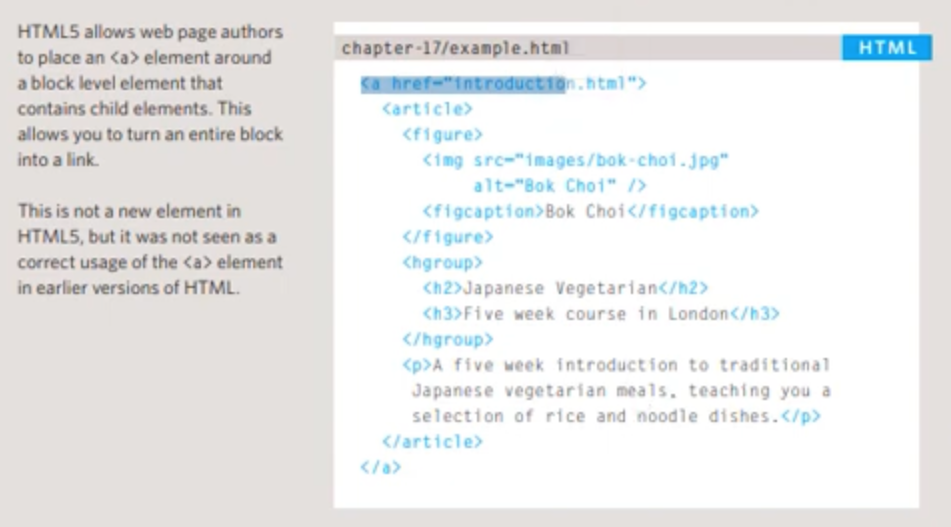 HTML5 allows web page authors
to place an <a> element around
a block level element that
contains child elements. This
allows you to turn an entire block
into a link.
This is not a new element in
HTML5, but it was not seen as a
correct usage of the <a> element
in earlier versions of HTML.
chapter-17/example.html
HTML
<a href="introduction.html">
<article>
<figure>
<img src="images/bok-choi.jpg"
alt="Bok Choi" />
<figcaption>Bok Choi</figcaption>
</figure>
<hgroup>
<h2>Japanese Vegetarian</h2>
<h3>Five week course in London</h3>
</hgroup>
<p>A five week introduction to traditional
Japanese vegetarian meals, teaching you a
selection of rice and noodle dishes.</p>
</article>
</a>